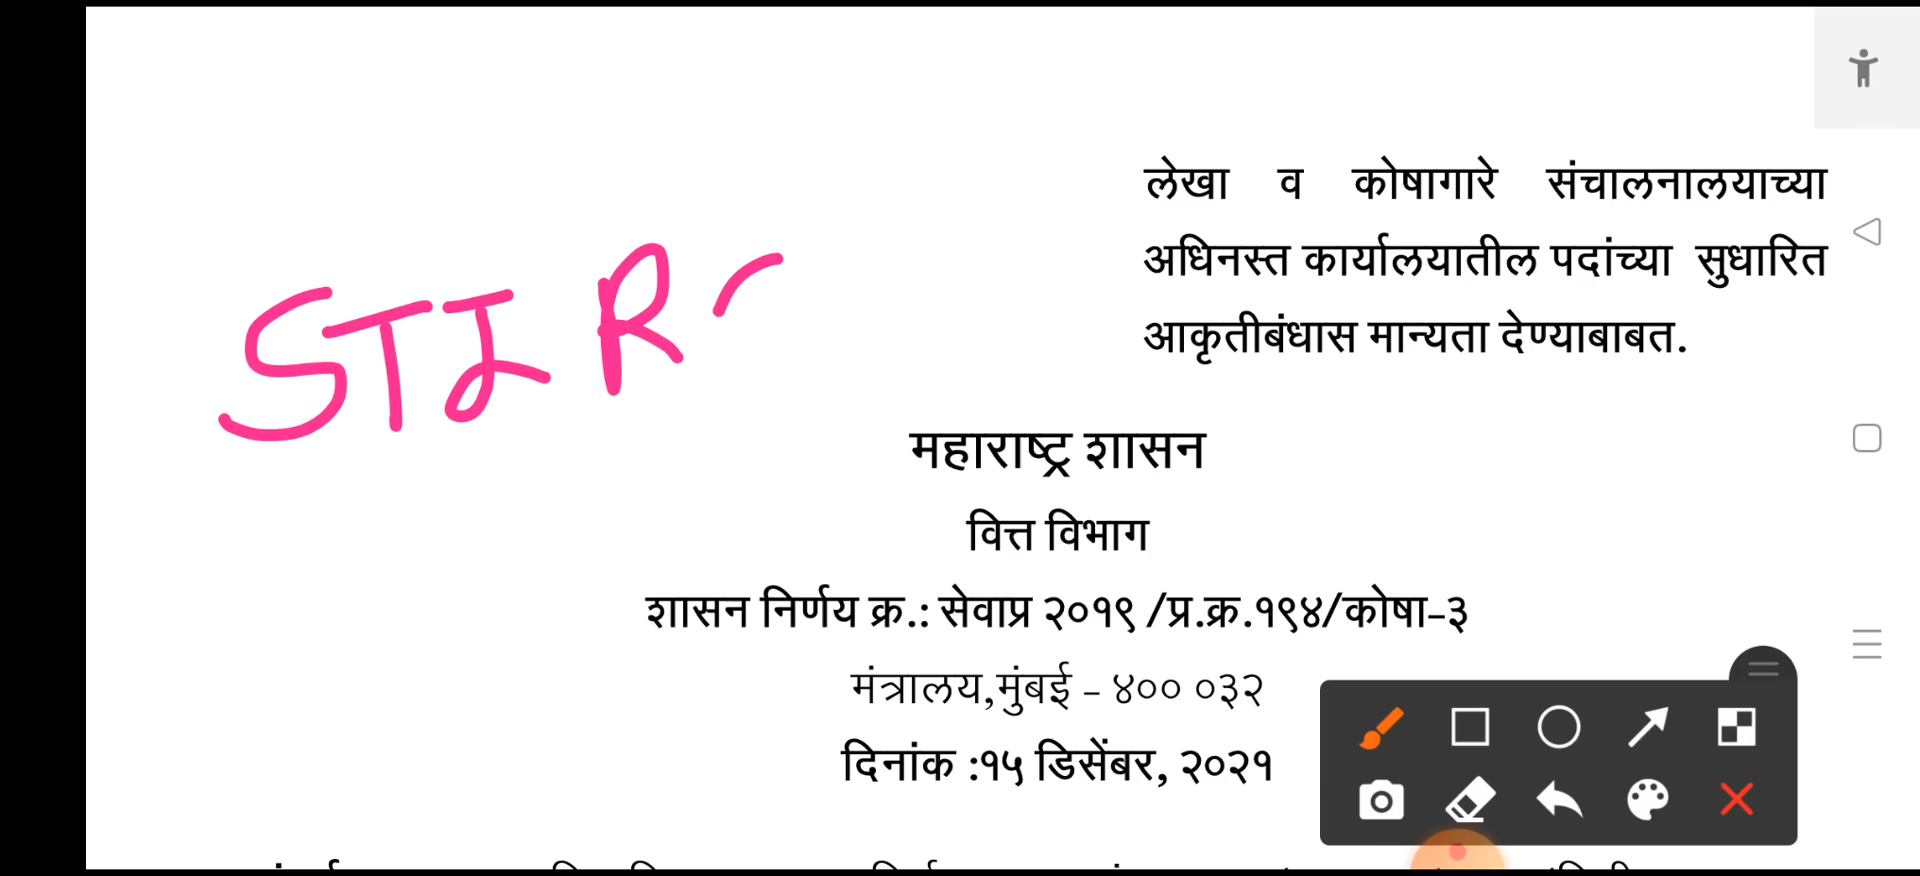 लेखा व कोषागारे संचालनालयाच्या
अधिनस्त कार्यालयातील पदांच्या सुधारित
आकृतीबंधास मान्यता देण्याबाबत.
STIR
महाराष्ट्र शासन
वित्त विभाग
शासन निर्णय क्र.: सेवाप्र २०१९ /प्र.क्र.१९४/कोषा-३
मंत्रालय,मुंबई - ४०० ०३२
दिनांक :१५ डिसेंबर, २०२१